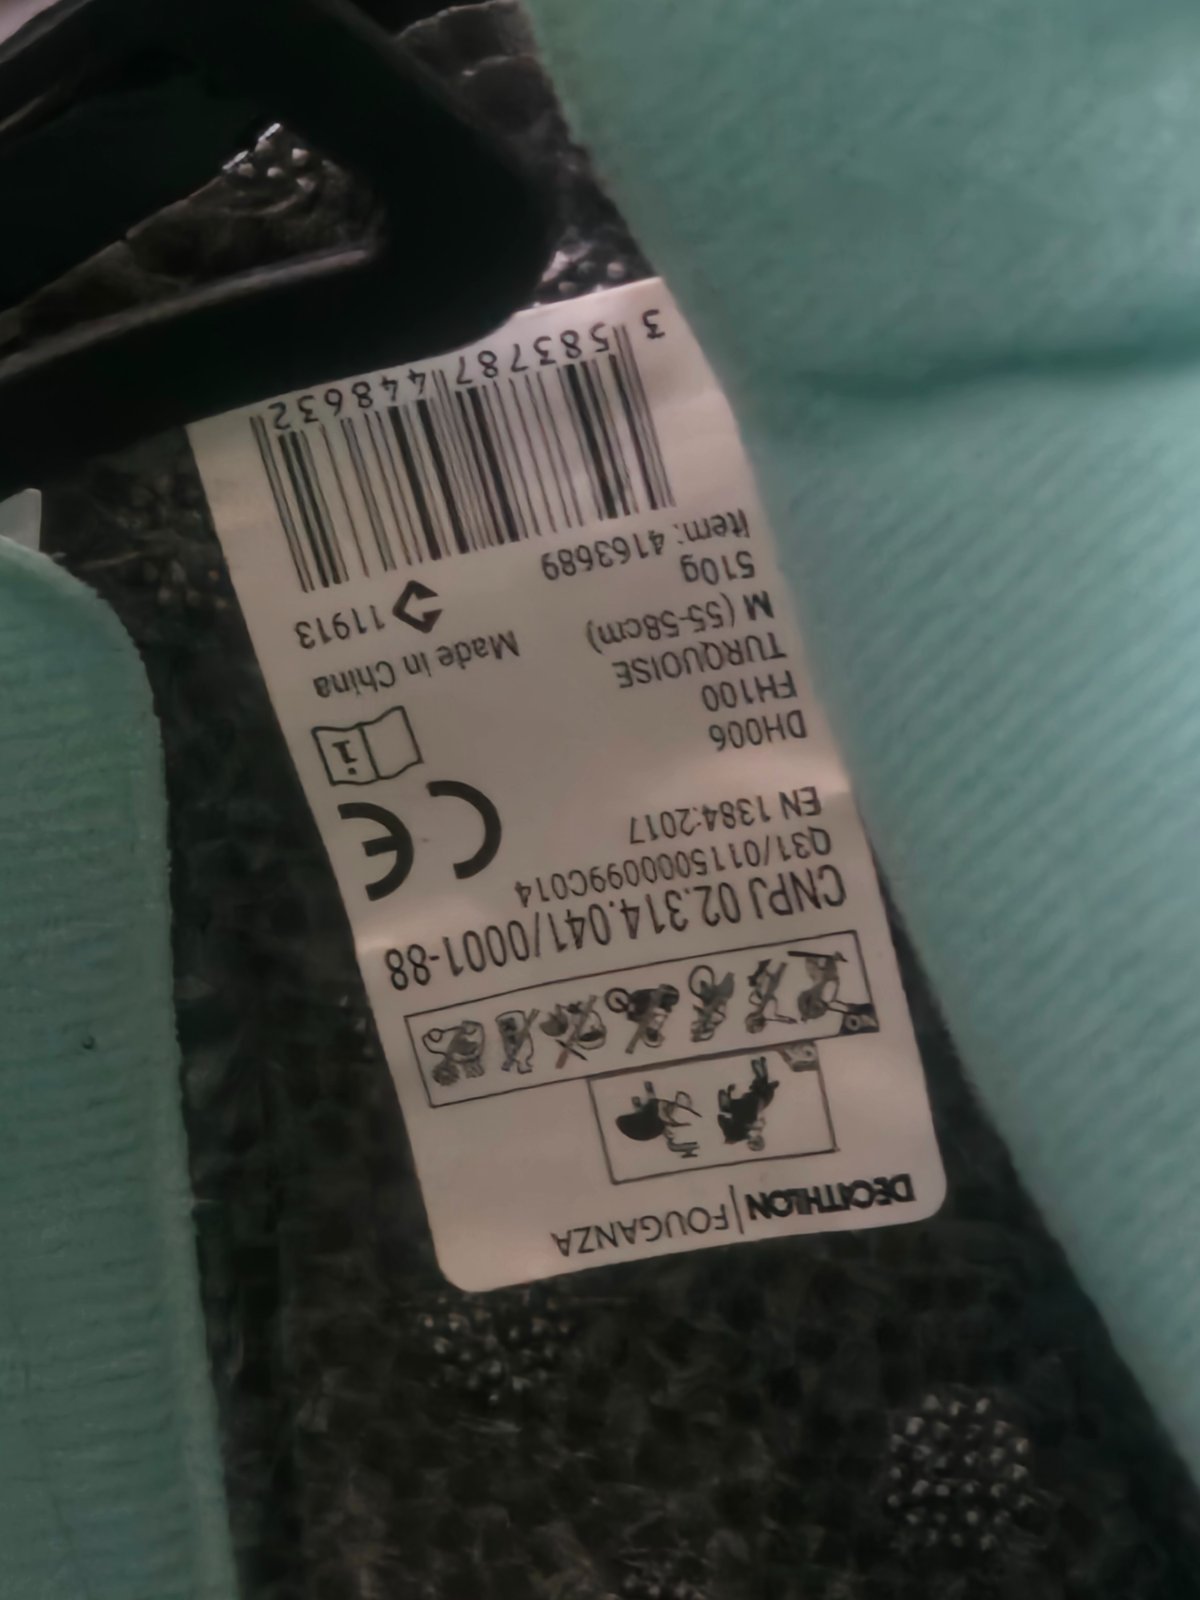 DECATHLON | FOUGANZA
CNPJ 02.314.041/0001-88
Q31/0115000099C014
EN 1384:2017
CE
DH006
FH100
TURQUOISE
M (55-58cm)
510g
Item: 4163689
i
Made in China
11913
3 583787 448632